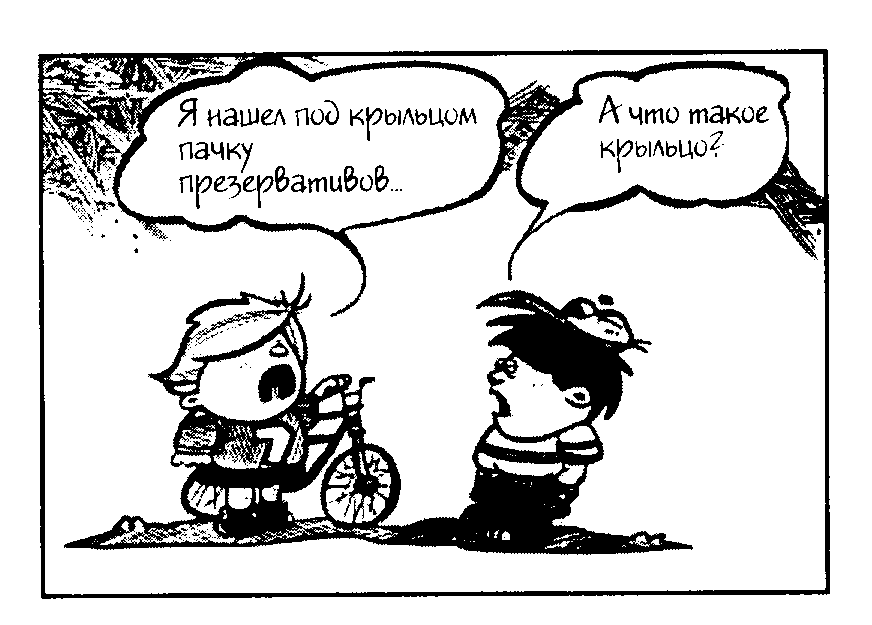 Я нашел под крыльцом
пачку
презервативов...
А что такое
крыльцо?